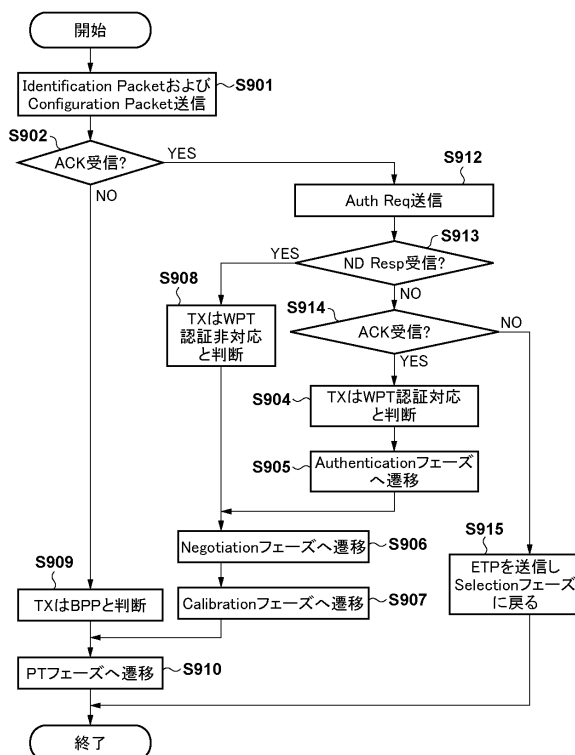 開始
Identification Packetおよび
Configuration Packet送信
S901
S902
ACK受信?
YES
NO
S912
Auth Req送信
S913
ND Resp受信?
YES
NO
S908
TXはWPT
認証非対応
と判断
S914
ACK受信?
NO
YES
S904
TXはWPT認証対応
と判断
S905
Authenticationフェーズ
へ遷移
Negotiationフェーズへ遷移
S906
S915
ETPを送信し
Selectionフェーズ
に戻る
S909
TXはBPPと判断
Calibrationフェーズへ遷移
S907
PTフェーズへ遷移
S910
終了